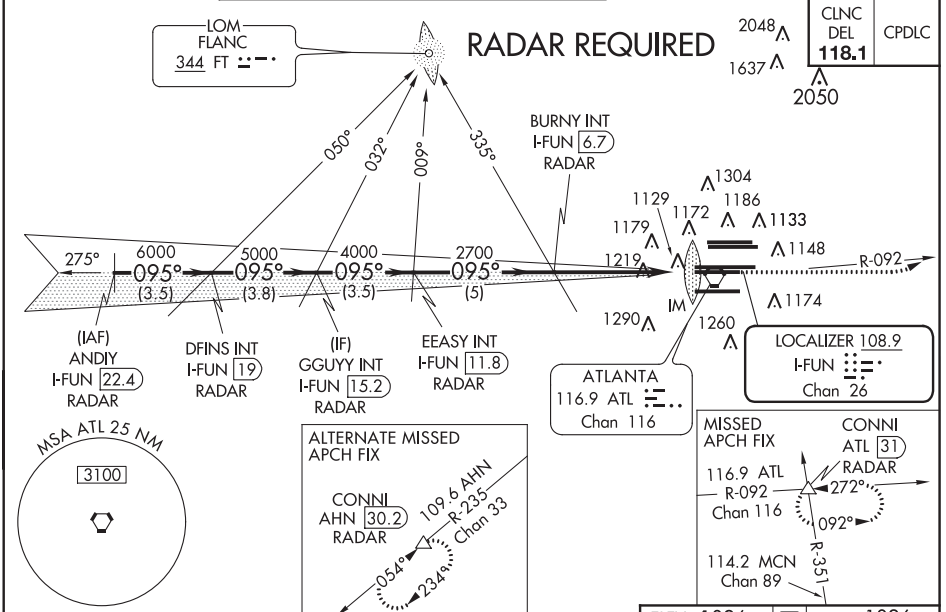 CLNC
DEL
118.1
CPDLC
LOM
FLANC
344 FT
RADAR REQUIRED
2048
1637
2050
050°
032°
009°
335°
BURNY INT
I-FUN 6.7
RADAR
1304
1129
1186
1172
1133
1179
1148
1219
275°
6000
095°
(3.5)
5000
095°
(3.8)
4000
095°
(3.5)
2700
095°
(5)
R-092
IM
1174
1290
1260
(IAF)
ANDIY
I-FUN 22.4
RADAR
DFINS INT
I-FUN 19
RADAR
(IF)
GGUYY INT
I-FUN 15.2
RADAR
EEASY INT
I-FUN 11.8
RADAR
ATLANTA
116.9 ATL
Chan 116
LOCALIZER 108.9
I-FUN
Chan 26
MSA ATL 25 NM
3100
ALTERNATE MISSED
APCH FIX
CONNI
AHN 30.2
RADAR
109.6 AHN
R-235
Chan 33
054°
234°
MISSED
APCH FIX
CONNI
ATL 31
RADAR
116.9 ATL
R-092
Chan 116
272°
092°
R-351
114.2 MCN
Chan 89